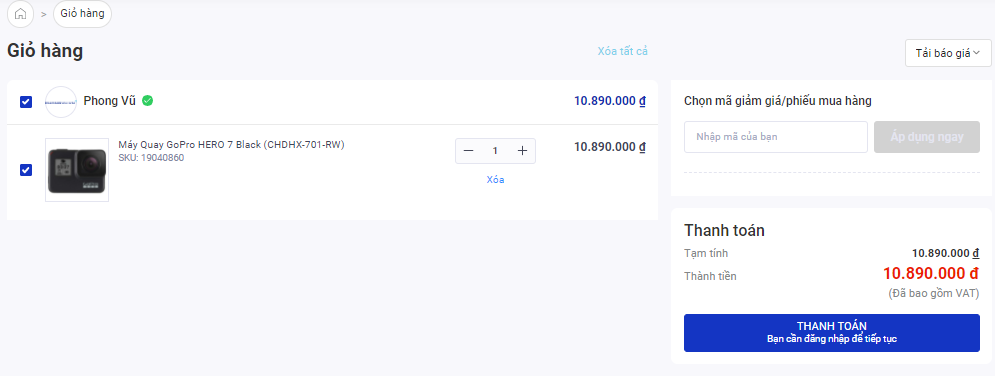 > Giỏ hàng
Giỏ hàng
Xóa tất cả
Tải báo giá
Phong Vũ
10.890.000 ₫
Máy Quay GoPro HERO 7 Black (CHDHX-701-RW)
SKU: 19040860
1
10.890.000 ₫
Xóa
Chọn mã giảm giá/phiếu mua hàng
Nhập mã của bạn
Áp dụng ngay
Thanh toán
Tạm tính
10.890.000 ₫
Thành tiền
10.890.000 đ
(Đã bao gồm VAT)
THANH TOÁN
Bạn cần đăng nhập để tiếp tục